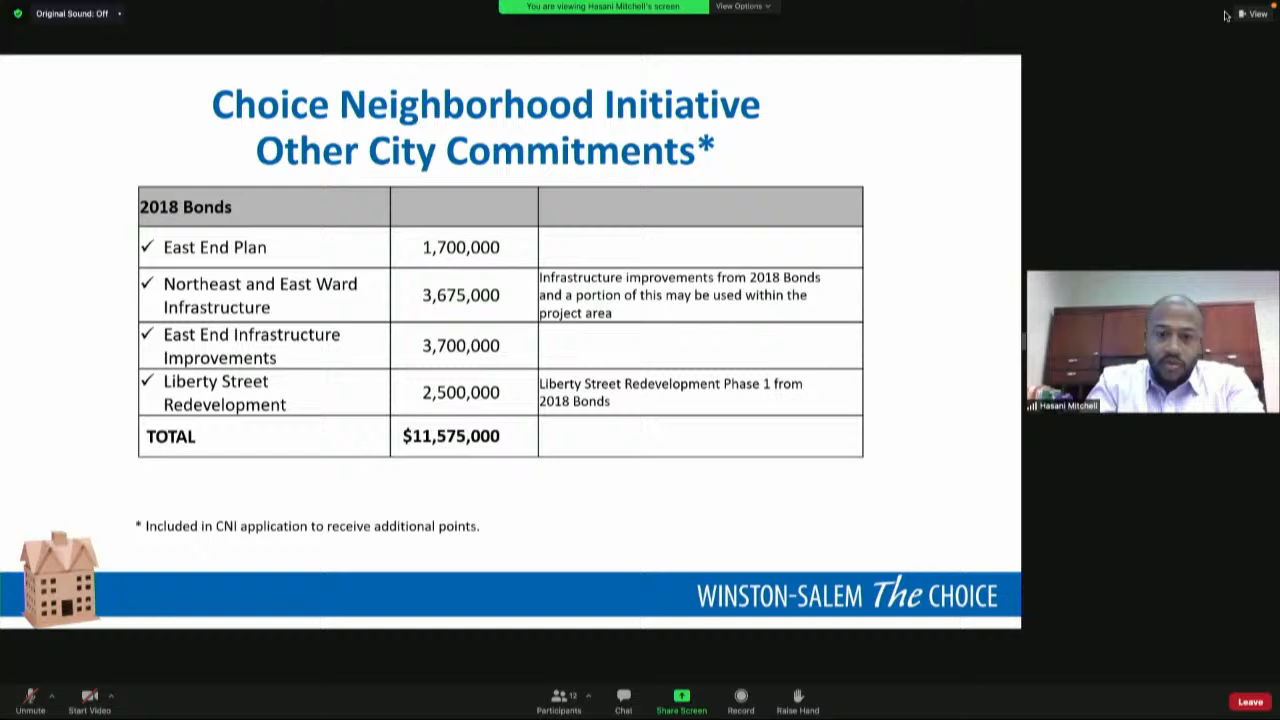 Original Sound: Off
You are viewing Hasani Mitchell's screen
View Options
View
Choice Neighborhood Initiative
Other City Commitments*
2018 Bonds
✓ East End Plan
1,700,000
✓ Northeast and East Ward
Infrastructure
3,675,000
Infrastructure improvements from 2018 Bonds
and a portion of this may be used within the
project area
✓ East End Infrastructure
Improvements
3,700,000
✓ Liberty Street
Redevelopment
2,500,000
Liberty Street Redevelopment Phase 1 from
2018 Bonds
TOTAL
$11,575,000
* Included in CNI application to receive additional points.
WINSTON-SALEM The CHOICE
Hasani Mitchell
Unmute
Start Video
12
Participants
Chat
Share Screen
Record
Raise Hand
Leave